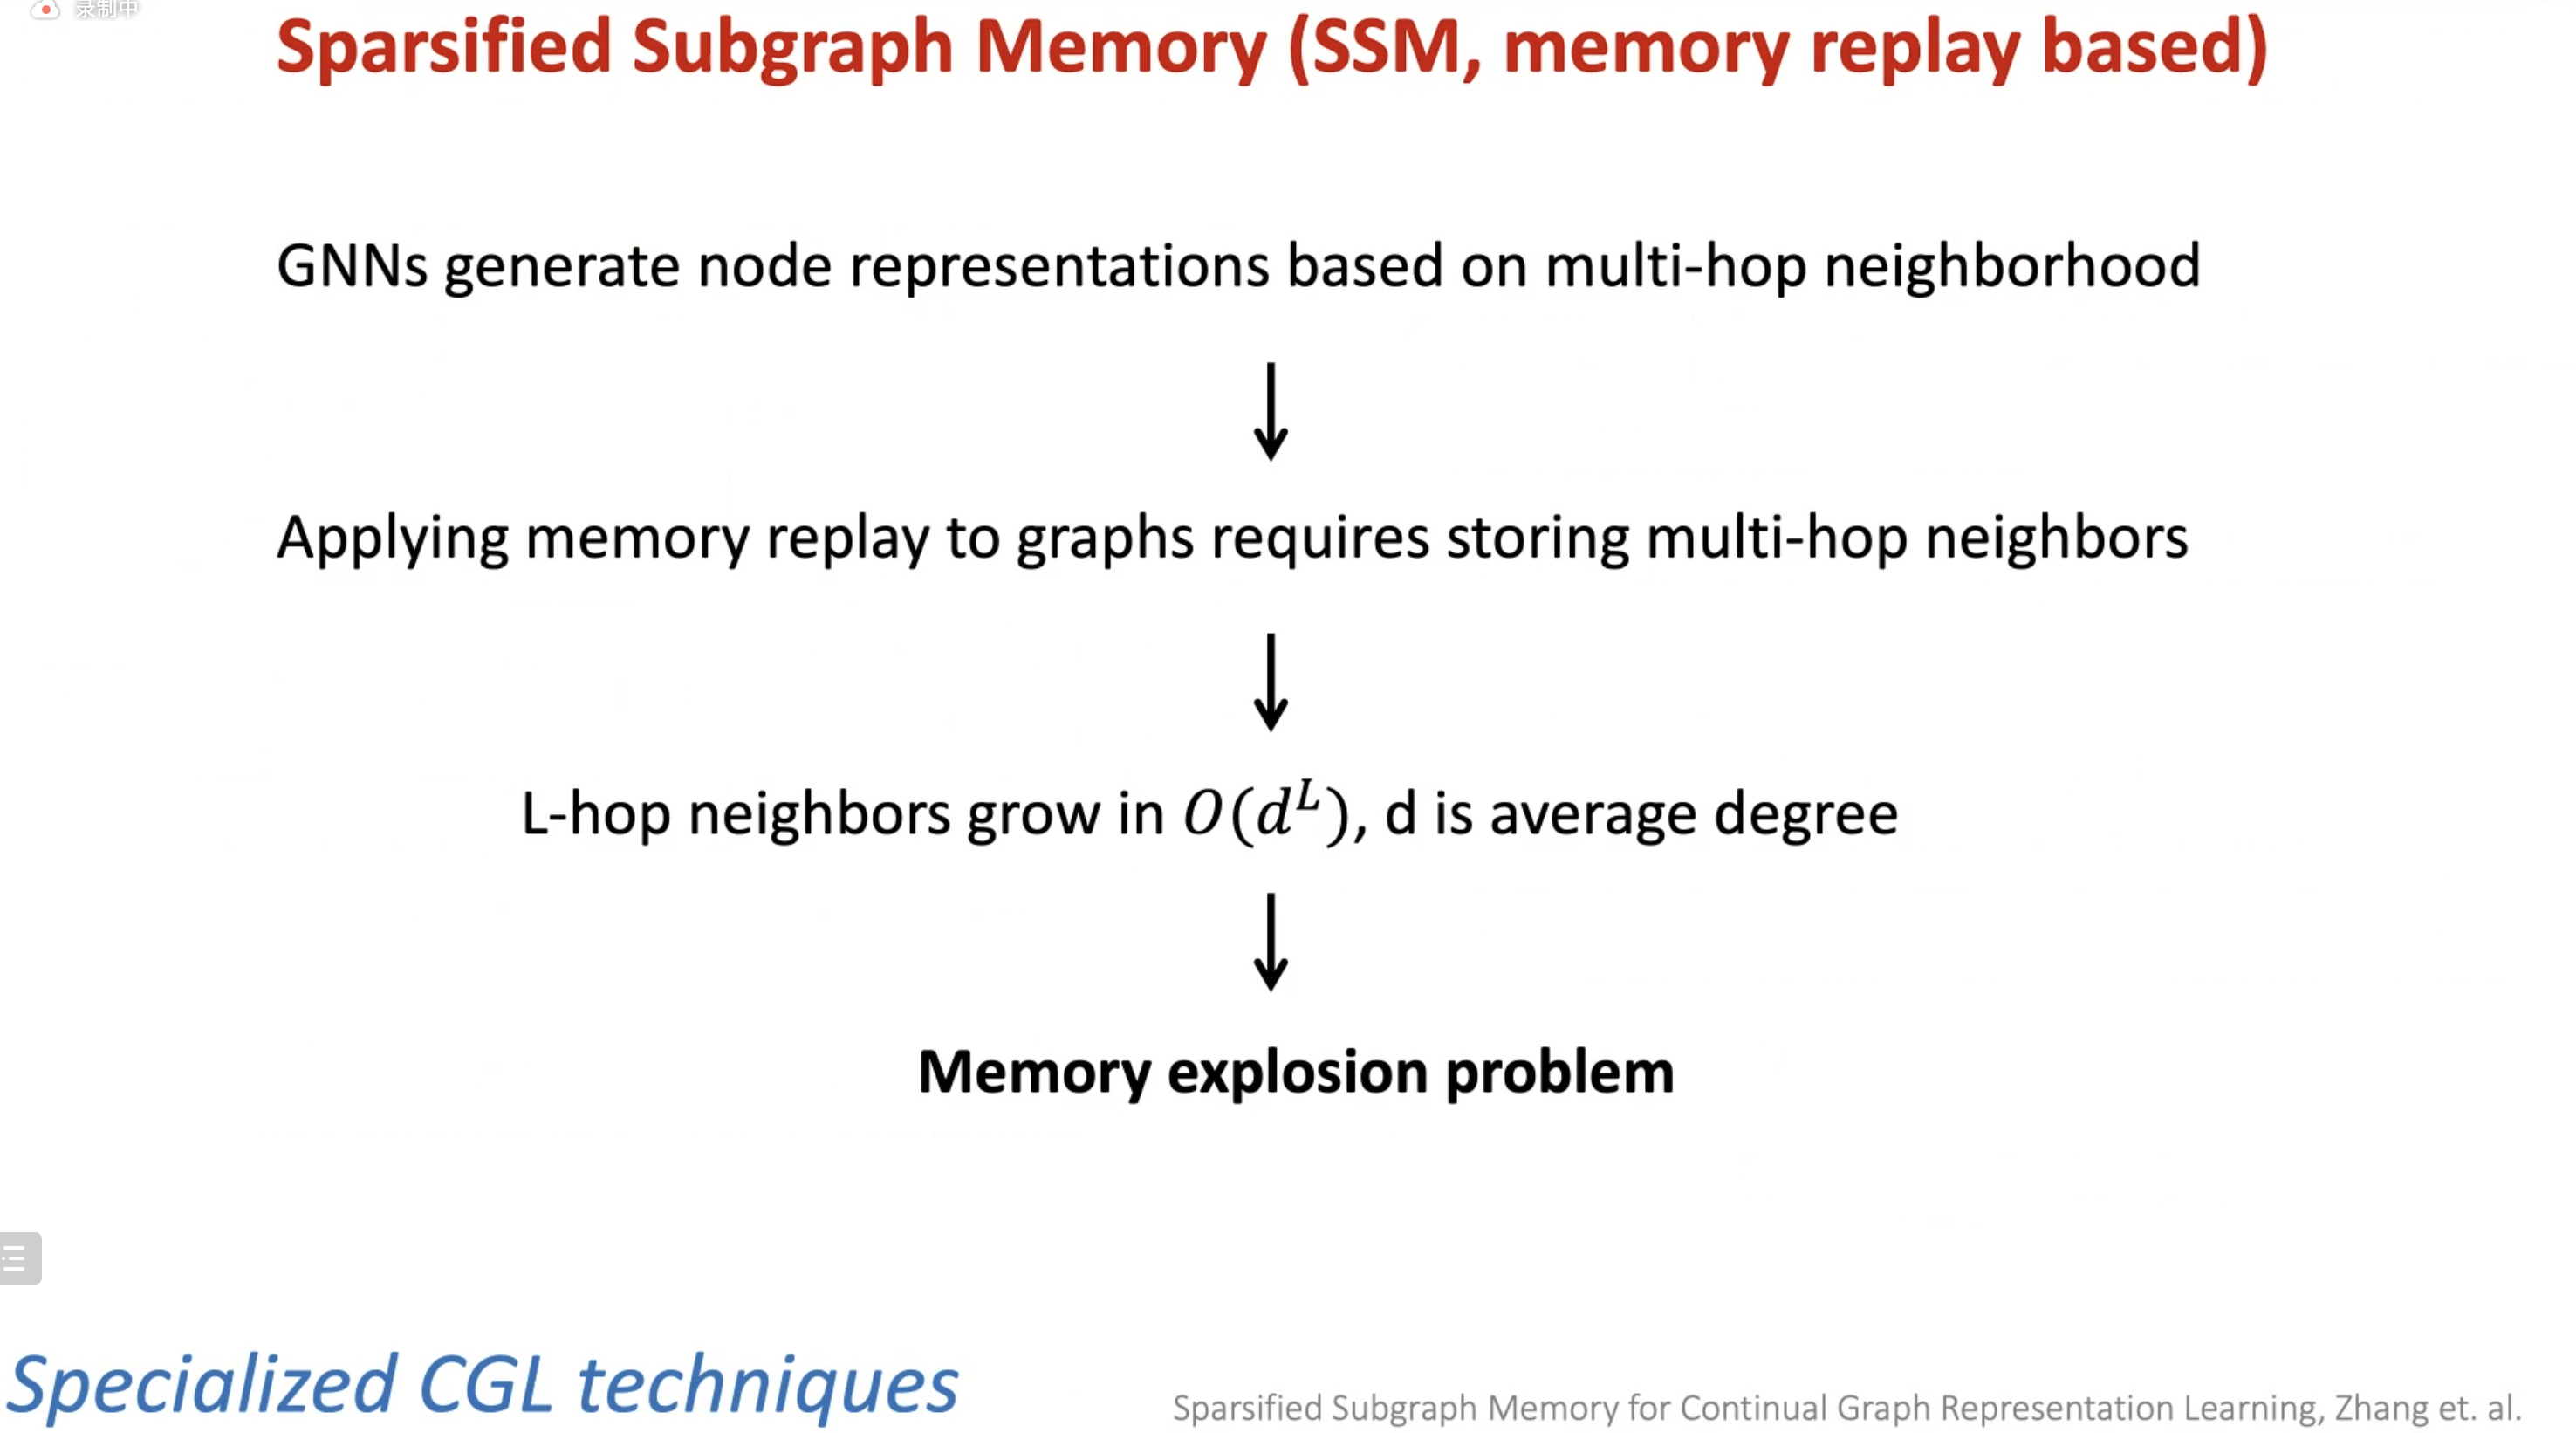 录制中
Sparsified Subgraph Memory (SSM, memory replay based)
GNNs generate node representations based on multi-hop neighborhood
Applying memory replay to graphs requires storing multi-hop neighbors
L-hop neighbors grow in O(d^L), d is average degree
Memory explosion problem
Specialized CGL techniques
Sparsified Subgraph Memory for Continual Graph Representation Learning, Zhang et. al.